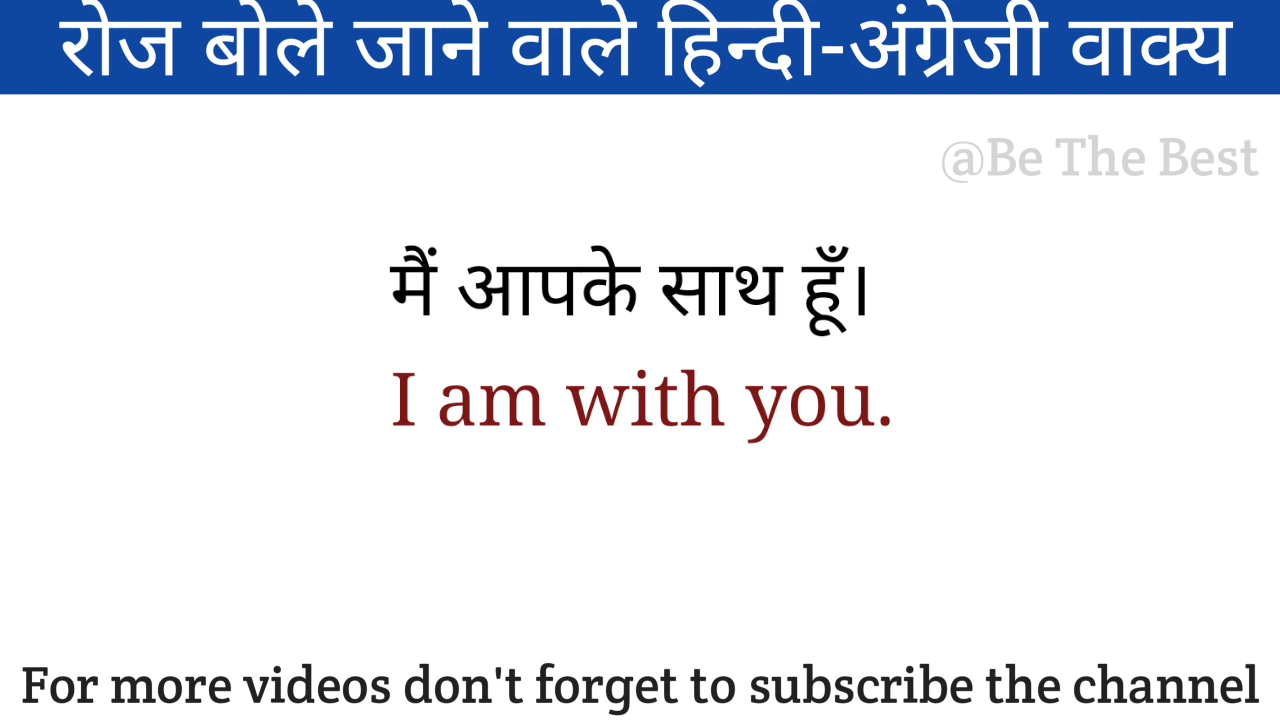 रोज बोले जाने वाले हिन्दी-अंग्रेजी वाक्य
@Be The Best
मैं आपके साथ हूँ।
I am with you.
For more videos don't forget to subscribe the channel